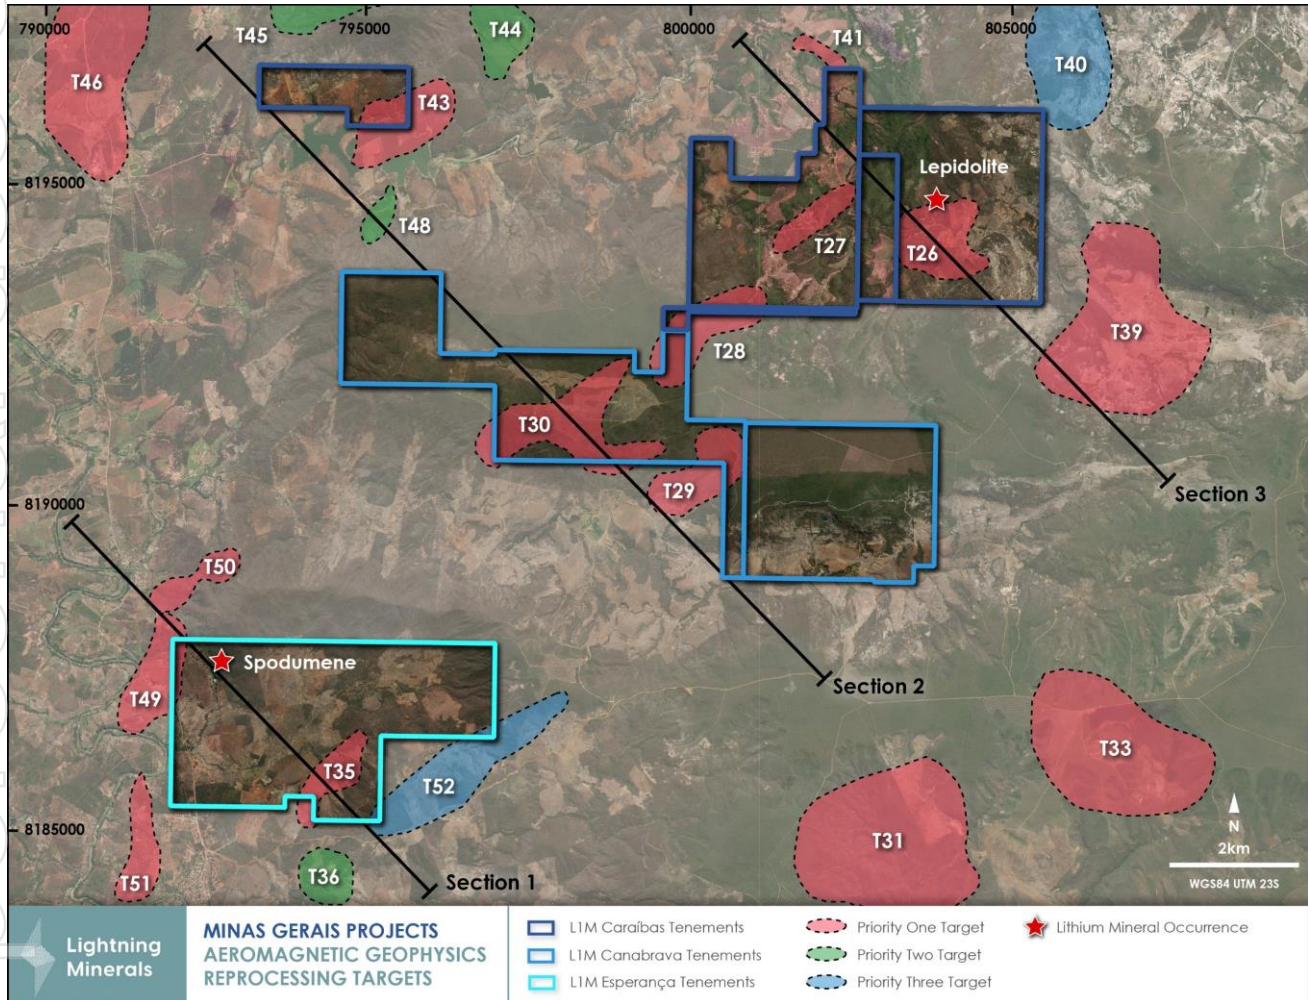 790000
795000
800000
805000
T45
T44
T41
T40
T46
T43
8195000
Lepidolite
T48
T27
T26
T39
T28
T30
T29
8190000
Section 3
T50
Spodumene
Section 2
T49
T35
T52
T33
8185000
T31
N
2km
WGS84 UTM 23S
T51
T36
Section 1
Lightning
Minerals
MINAS GERAIS PROJECTS
AEROMAGNETIC GEOPHYSICS
REPROCESSING TARGETS
L1M Caraíbas Tenements
L1M Canabrava Tenements
L1M Esperança Tenements
Priority One Target
Priority Two Target
Priority Three Target
Lithium Mineral Occurrence